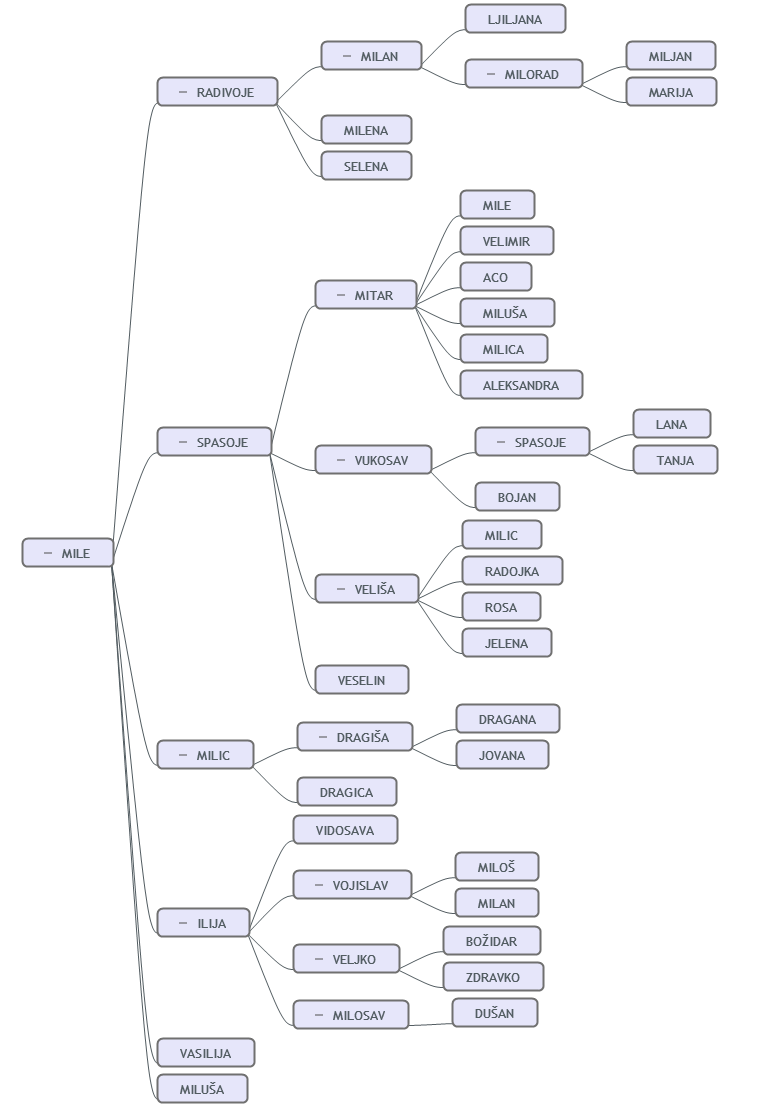 LJILJANA
– MILAN
MILJAN
– MILORAD
– RADIVOJE
MARIJA
MILENA
SELENA
MILE
VELIMIR
ACO
– MITAR
MILUŠA
MILICA
ALEKSANDRA
LANA
– SPASOJE
– SPASOJE
– VUKOSAV
TANJA
BOJAN
MILIC
– MILE
RADOJKA
– VELIŠA
ROSA
JELENA
VESELIN
DRAGANA
– DRAGIŠA
– MILIC
JOVANA
DRAGICA
VIDOSAVA
MILOŠ
– VOJISLAV
MILAN
– ILIJA
BOŽIDAR
– VELJKO
ZDRAVKO
– MILOSAV
DUŠAN
VASILIJA
MILUŠA